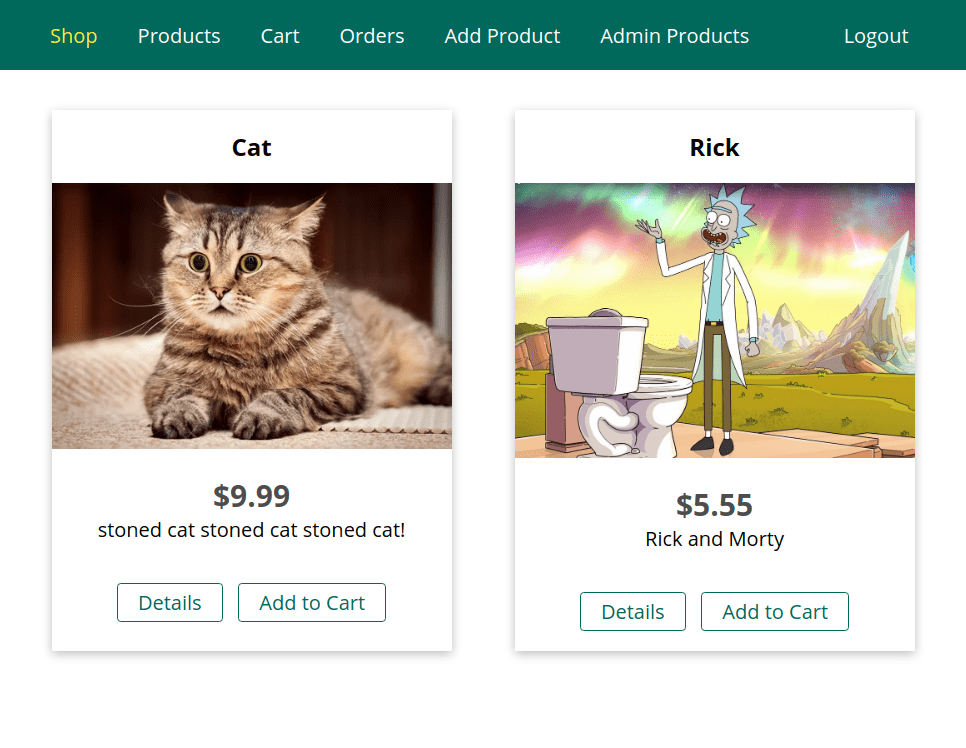 Shop Products Cart Orders Add Product Admin Products Logout
Cat
$9.99
stoned cat stoned cat stoned cat!
Details Add to Cart
Rick
$5.55
Rick and Morty
Details Add to Cart